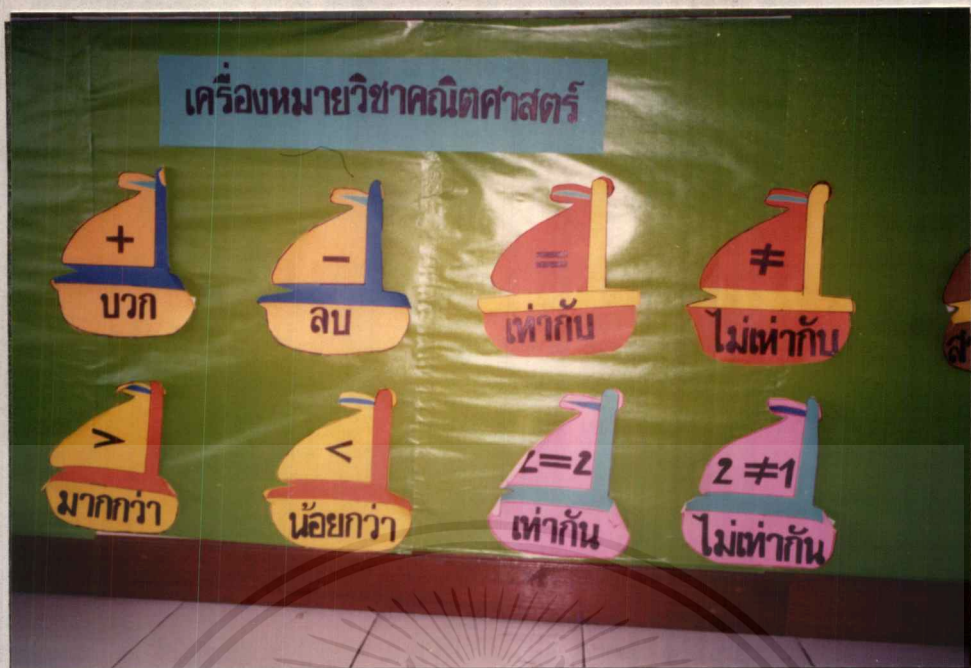 เครื่องหมายวิชาคณิตศาสตร์
+
บวก
-
ลบ
=
เท่ากับ
≠
ไม่เท่ากับ
>
มากกว่า
<
น้อยกว่า
2=2
เท่ากัน
2≠1
ไม่เท่ากัน